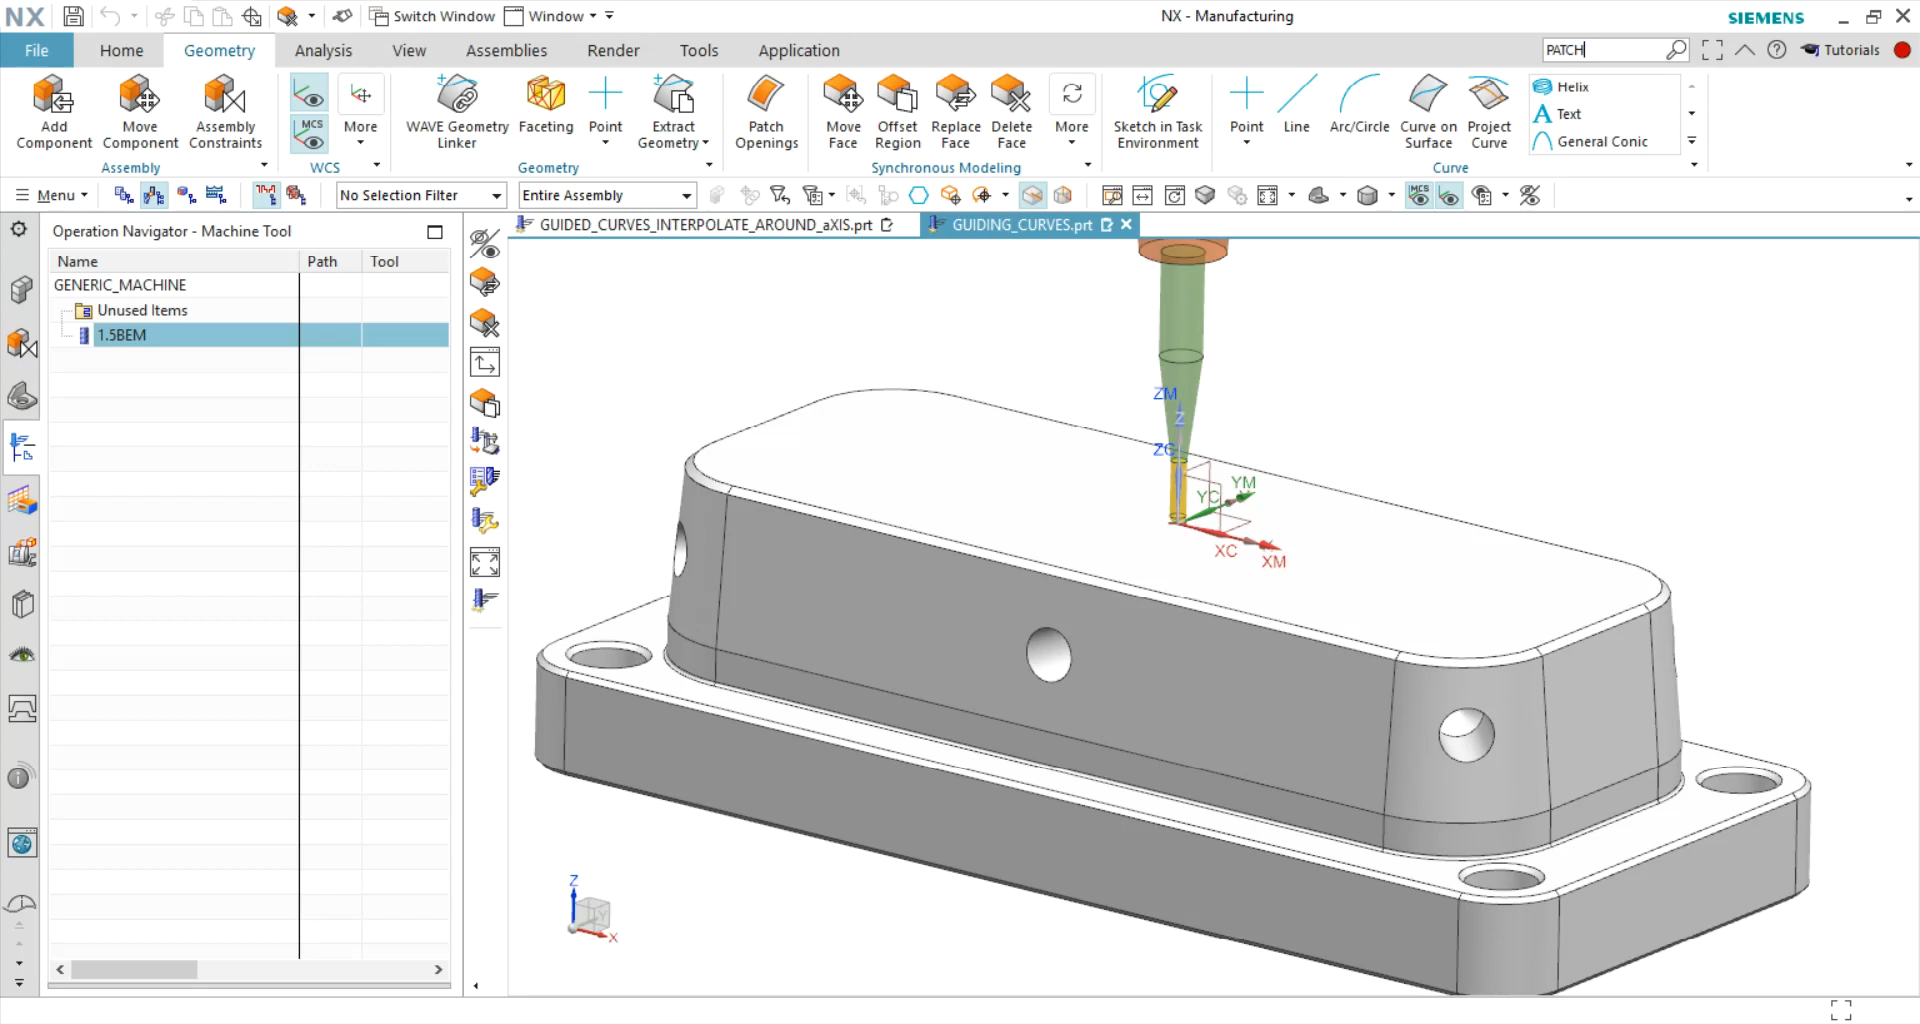 NX
Switch Window
Window
NX - Manufacturing
SIEMENS
File
Home
Geometry
Analysis
View
Assemblies
Render
Tools
Application
PATCH
Tutorials
Add Component
Move Component
Assembly Constraints
Assembly
MCS
More
WCS
WAVE Geometry Linker
Faceting
Point
Extract Geometry
Geometry
Patch Openings
Move Face
Offset Region
Replace Face
Delete Face
More
Synchronous Modeling
Sketch in Task Environment
Point
Line
Arc/Circle
Curve on Surface
Project Curve
Helix
Text
General Conic
Curve
Menu
No Selection Filter
Entire Assembly
MCS
Operation Navigator - Machine Tool
GUIDED_CURVES_INTERPOLATE_AROUND_aXIS.prt
GUIDING_CURVES.prt
Name
Path
Tool
GENERIC_MACHINE
Unused Items
1.5BEM
ZM
Z
ZC
YM
YC
XC
XM
Z
Y
X